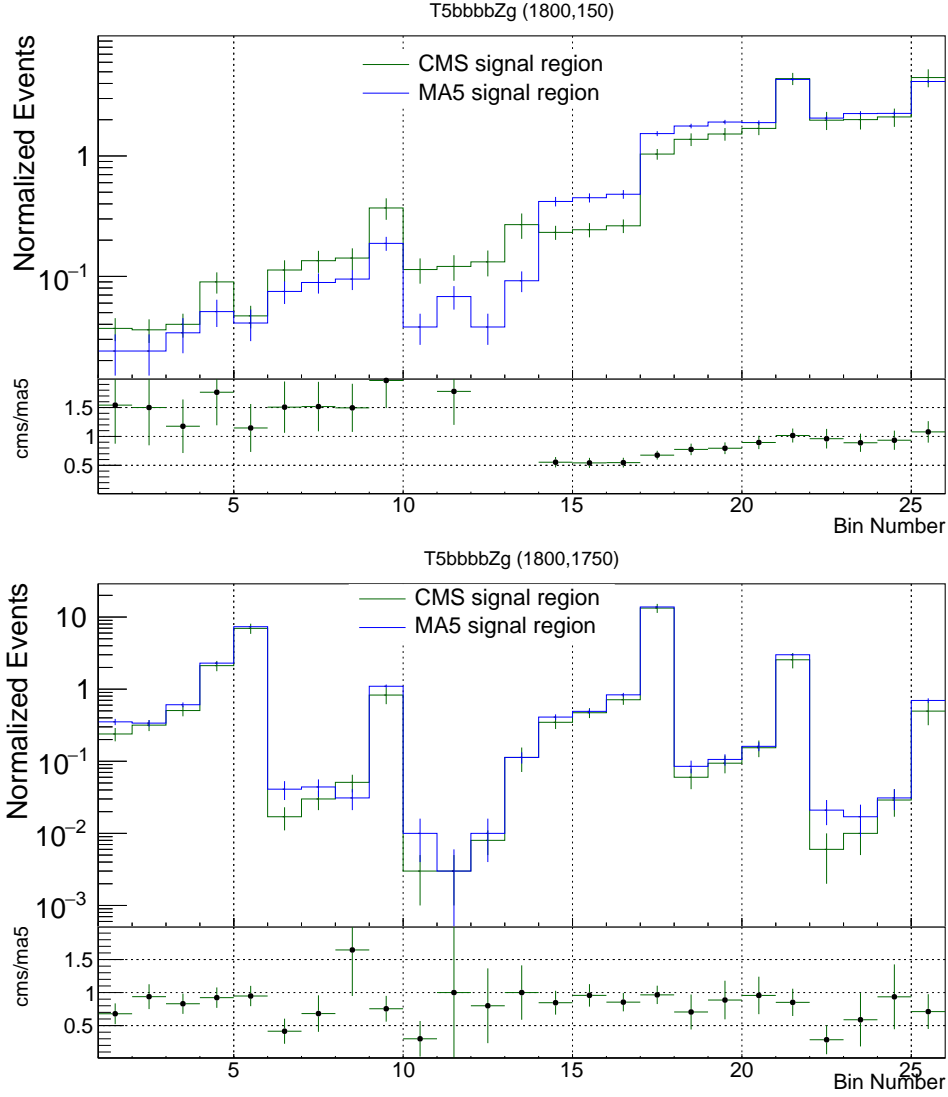 T5bbbbZg (1800,150)
CMS signal region
MA5 signal region
Normalized Events
1
10⁻¹
cms/ma5
1.5
1
0.5
5 10 15 20 25
Bin Number
T5bbbbZg (1800,1750)
CMS signal region
MA5 signal region
Normalized Events
10
1
10⁻¹
10⁻²
10⁻³
cms/ma5
1.5
1
0.5
5 10 15 20 25
Bin Number